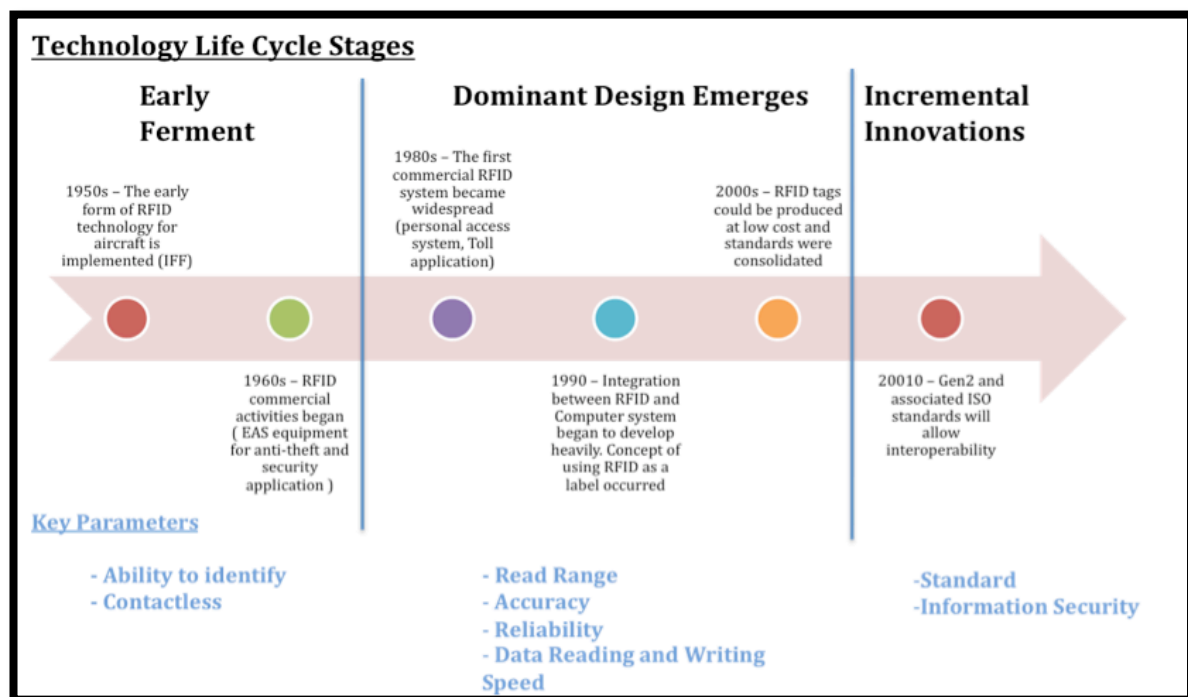 Technology Life Cycle Stages
Early
Ferment
Dominant Design Emerges
Incremental
Innovations
1950s – The early
form of RFID
technology for
aircraft is
implemented (IFF)
1980s – The first
commercial RFID
system became
widespread
(personal access
system, Toll
application)
2000s – RFID tags
could be produced
at low cost and
standards were
consolidated
1960s – RFID
commercial
activities began
( EAS equipment
for anti-theft and
security
application )
1990 – Integration
between RFID and
Computer system
began to develop
heavily. Concept of
using RFID as a
label occurred
20010 – Gen2 and
associated ISO
standards will
allow
interoperability
Key Parameters
- Ability to identify
- Contactless
- Read Range
- Accuracy
- Reliability
- Data Reading and Writing
Speed
-Standard
-Information Security